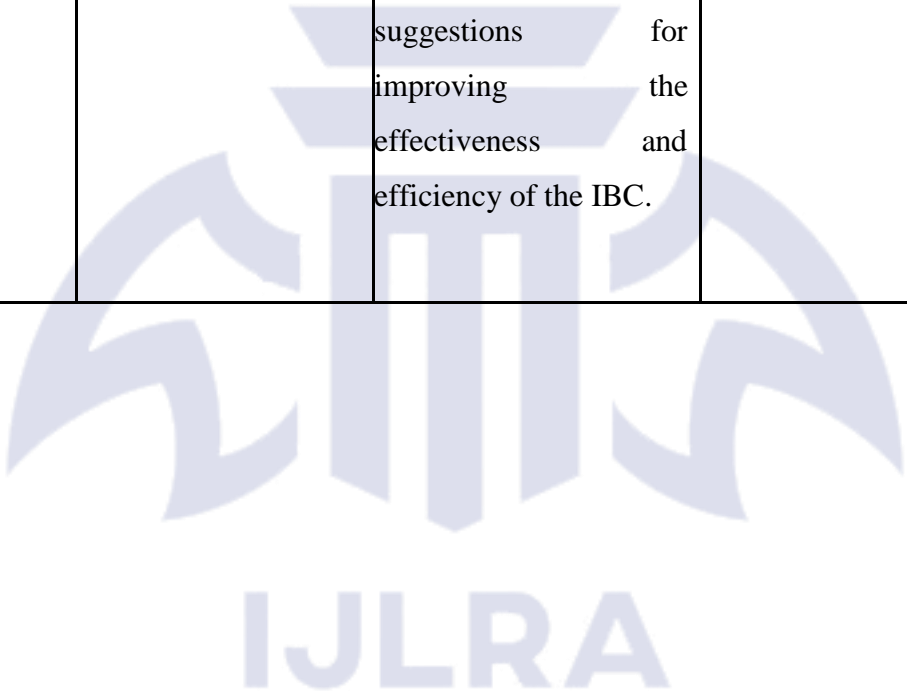 suggestions for
improving the
effectiveness and
efficiency of the IBC.
IJLRA